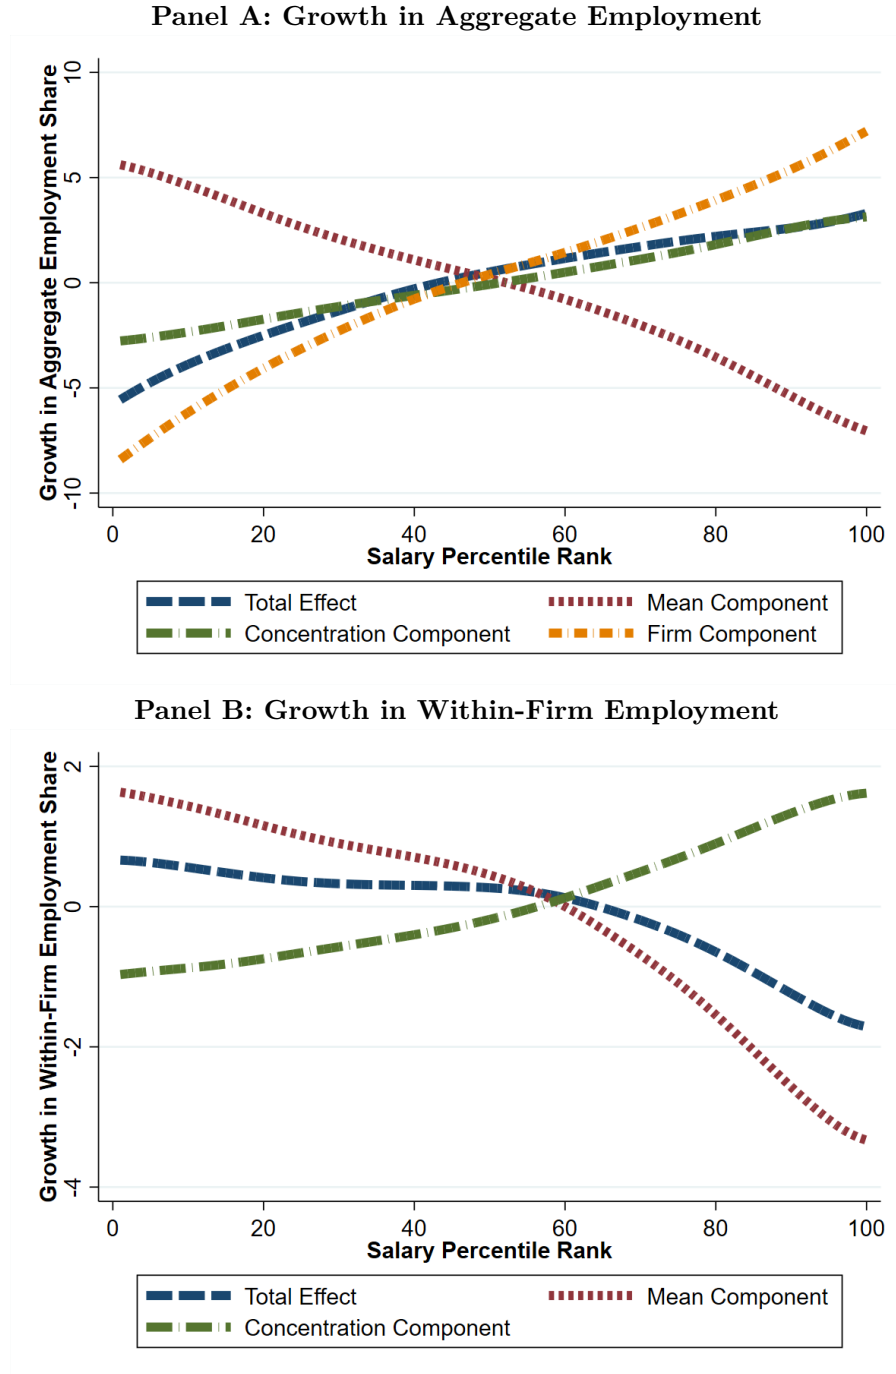 Panel A: Growth in Aggregate Employment
Growth in Aggregate Employment Share
10
5
0
-5
-10
0 20 40 60 80 100
Salary Percentile Rank
Total Effect Mean Component
Concentration Component Firm Component
Panel B: Growth in Within-Firm Employment
Growth in Within-Firm Employment Share
2
0
-2
-4
0 20 40 60 80 100
Salary Percentile Rank
Total Effect Mean Component
Concentration Component